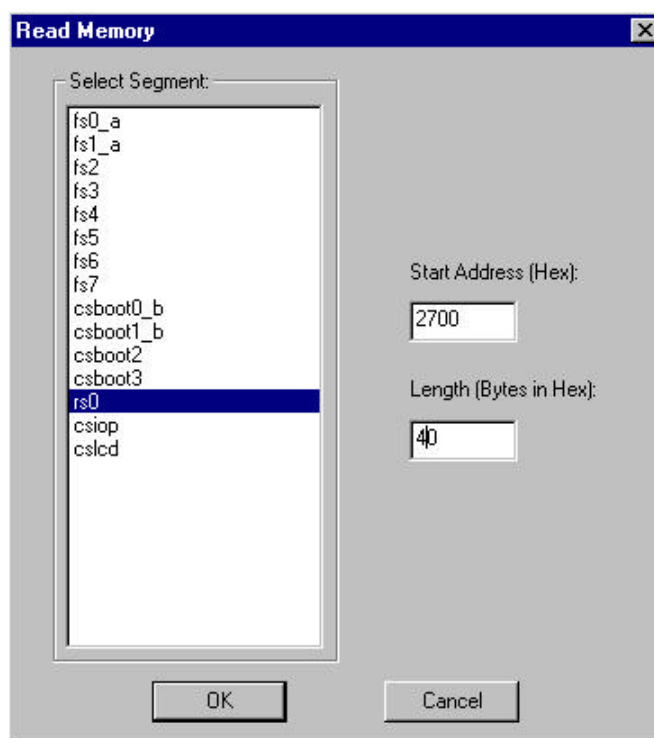 Read Memory
Select Segment:
fs0_a
fs1_a
fs2
fs3
fs4
fs5
fs6
fs7
csboot0_b
csboot1_b
csboot2
csboot3
rs0
csiop
cslcd
Start Address (Hex):
2700
Length (Bytes in Hex):
40
OK
Cancel